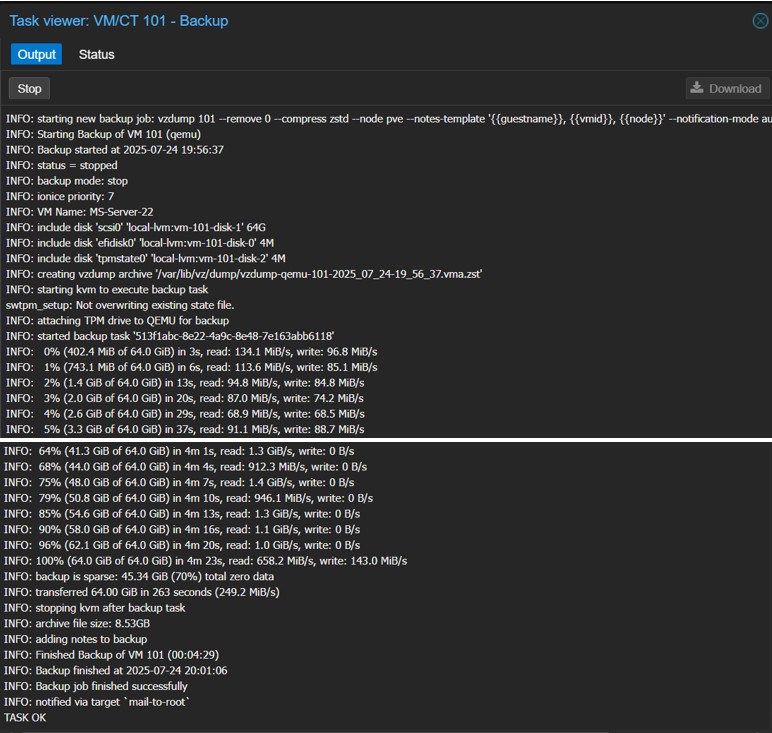 Task viewer: VM/CT 101 - Backup
Output Status
Stop Download
INFO: starting new backup job: vzdump 101 --remove 0 --compress zstd --node pve --notes-template '{{guestname}}, {{vmid}}, {{node}}' --notification-mode au
INFO: Starting Backup of VM 101 (qemu)
INFO: Backup started at 2025-07-24 19:56:37
INFO: status = stopped
INFO: backup mode: stop
INFO: ionice priority: 7
INFO: VM Name: MS-Server-22
INFO: include disk 'scsi0' 'local-lvm:vm-101-disk-1' 64G
INFO: include disk 'efidisk0' 'local-lvm:vm-101-disk-0' 4M
INFO: include disk 'tpmstate0' 'local-lvm:vm-101-disk-2' 4M
INFO: creating vzdump archive '/var/lib/vz/dump/vzdump-qemu-101-2025_07_24-19_56_37.vma.zst'
INFO: starting kvm to execute backup task
swtpm_setup: Not overwriting existing state file.
INFO: attaching TPM drive to QEMU for backup
INFO: started backup task '513f1abc-8e22-4a9c-8e48-7e163abb6118'
INFO: 0% (402.4 MiB of 64.0 GiB) in 3s, read: 134.1 MiB/s, write: 96.8 MiB/s
INFO: 1% (743.1 MiB of 64.0 GiB) in 6s, read: 113.6 MiB/s, write: 85.1 MiB/s
INFO: 2% (1.4 GiB of 64.0 GiB) in 13s, read: 94.8 MiB/s, write: 84.8 MiB/s
INFO: 3% (2.0 GiB of 64.0 GiB) in 20s, read: 87.0 MiB/s, write: 74.2 MiB/s
INFO: 4% (2.6 GiB of 64.0 GiB) in 29s, read: 68.9 MiB/s, write: 68.5 MiB/s
INFO: 5% (3.3 GiB of 64.0 GiB) in 37s, read: 91.1 MiB/s, write: 88.7 MiB/s
INFO: 64% (41.3 GiB of 64.0 GiB) in 4m 1s, read: 1.3 GiB/s, write: 0 B/s
INFO: 68% (44.0 GiB of 64.0 GiB) in 4m 4s, read: 912.3 MiB/s, write: 0 B/s
INFO: 75% (48.0 GiB of 64.0 GiB) in 4m 7s, read: 1.4 GiB/s, write: 0 B/s
INFO: 79% (50.8 GiB of 64.0 GiB) in 4m 10s, read: 946.1 MiB/s, write: 0 B/s
INFO: 85% (54.6 GiB of 64.0 GiB) in 4m 13s, read: 1.3 GiB/s, write: 0 B/s
INFO: 90% (58.0 GiB of 64.0 GiB) in 4m 16s, read: 1.1 GiB/s, write: 0 B/s
INFO: 96% (62.1 GiB of 64.0 GiB) in 4m 20s, read: 1.0 GiB/s, write: 0 B/s
INFO: 100% (64.0 GiB of 64.0 GiB) in 4m 23s, read: 658.2 MiB/s, write: 143.0 MiB/s
INFO: backup is sparse: 45.34 GiB (70%) total zero data
INFO: transferred 64.00 GiB in 263 seconds (249.2 MiB/s)
INFO: stopping kvm after backup task
INFO: archive file size: 8.53GB
INFO: adding notes to backup
INFO: Finished Backup of VM 101 (00:04:29)
INFO: Backup finished at 2025-07-24 20:01:06
INFO: Backup job finished successfully
INFO: notified via target `mail-to-root`
TASK OK